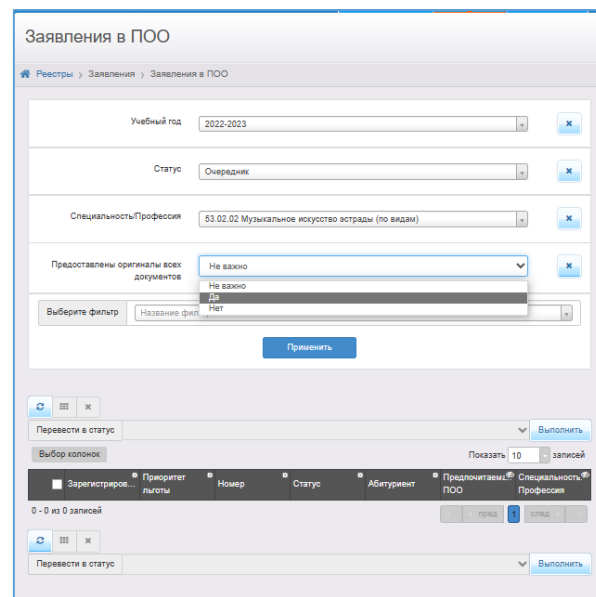 Заявления в ПОО
Реестры > Заявления > Заявления в ПОО
Учебный год 2022-2023
Статус Очередник
Специальность/Профессия 53.02.02 Музыкальное искусство эстрады (по видам)
Предоставлены оригиналы всех документов Не важно
Не важно
Да
Нет
Выберите фильтр Название фил
Применить
Перевести в статус Выполнить
Выбор колонок Показать 10 записей
Зарегистриров... Приоритет льготы Номер Статус Абитуриент Предпочитаема... ПОО Специальность/Профессия
0 - 0 из 0 записей пред 1 след
Перевести в статус Выполнить